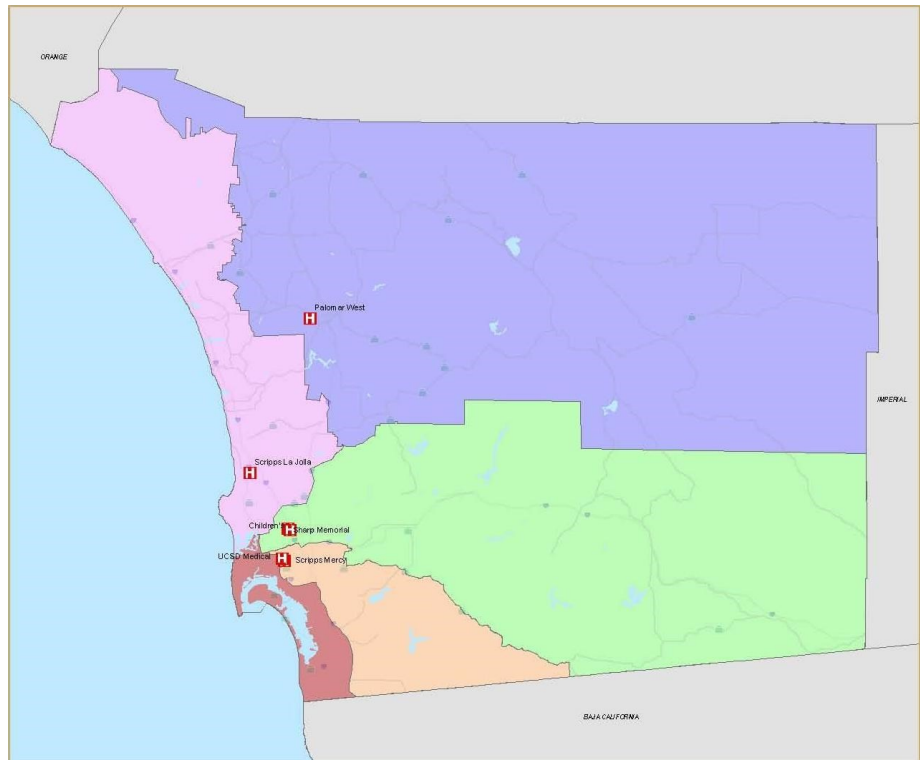 ORANGE
Palomar West
IMPERIAL
Scripps La Jolla
H
H
Children's
H
Sharp Memorial
UCSD Medical
H
Scripps Mercy
BAJA CALIFORNIA